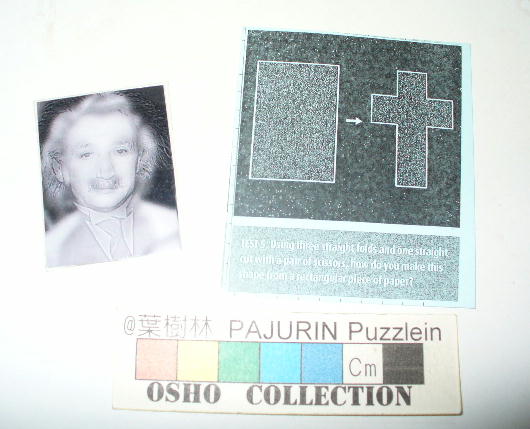 TEST 5 Using three straight folds and one straight
cut with a pair of scissors, how do you make this
shape from a rectangular piece of paper?
@葉樹林 PAJURIN Puzzlein
Cm
OSHO COLLECTION